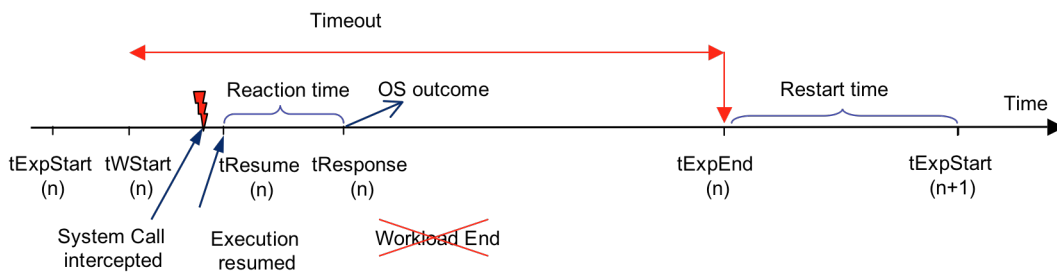 Timeout
Reaction time
OS outcome
Restart time
Time
tExpStart
(n)
tWStart
(n)
tResume
(n)
tResponse
(n)
tExpEnd
(n)
tExpStart
(n+1)
System Call
intercepted
Execution
resumed
Workload End